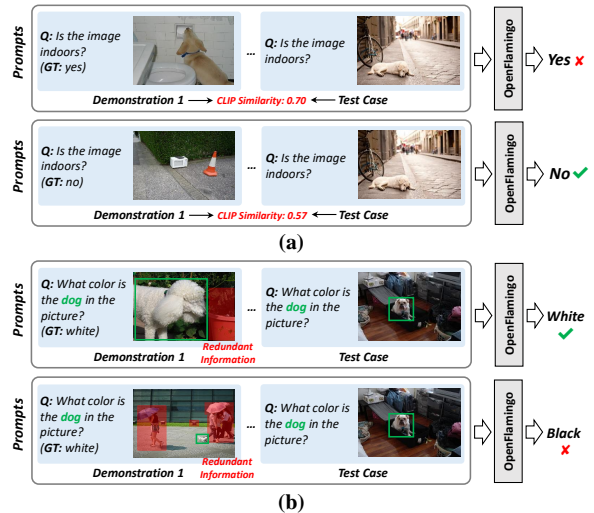 Prompts
Q: Is the image
indoors?
(GT: yes)
...
Q: Is the image
indoors?
Demonstration 1 CLIP Similarity: 0.70 Test Case
OpenFlamingo
Yes ✘
Prompts
Q: Is the image
indoors?
(GT: no)
...
Q: Is the image
indoors?
Demonstration 1 CLIP Similarity: 0.57 Test Case
OpenFlamingo
No ✔
(a)
Prompts
Q: What color is
the dog in the
picture?
(GT: white)
...
Q: What color is
the dog in the
picture?
Demonstration 1 Redundant
Information
Test Case
OpenFlamingo
White
✔
Prompts
Q: What color is
the dog in the
picture?
(GT: white)
...
Q: What color is
the dog in the
picture?
Demonstration 1 Redundant
Information
Test Case
OpenFlamingo
Black
✘
(b)